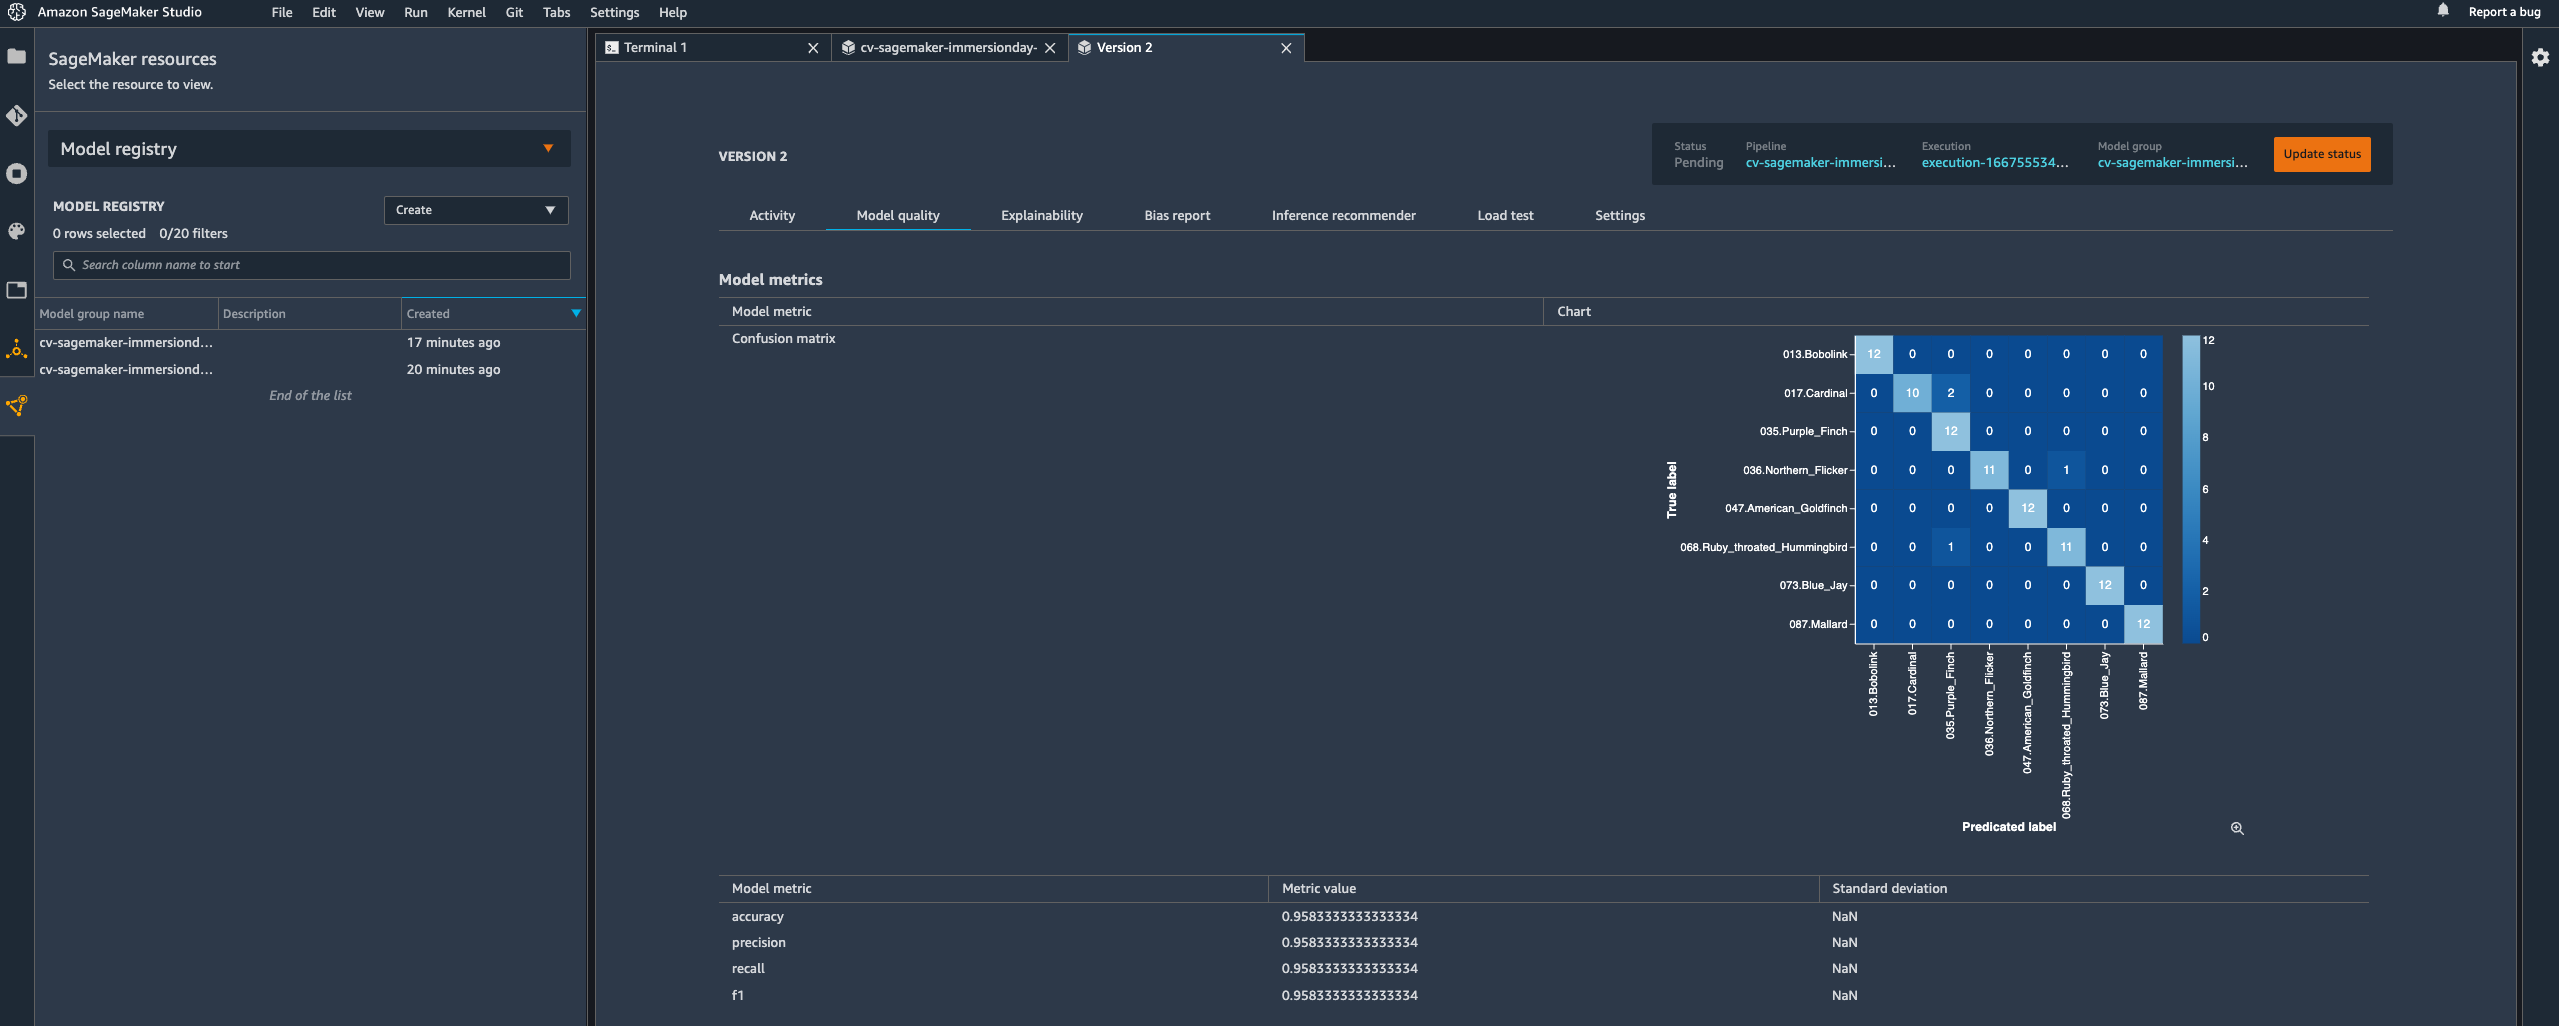 Amazon SageMaker Studio File Edit View Run Kernel Git Tabs Settings Help Report a bug
SageMaker resources
Select the resource to view.
Model registry
MODEL REGISTRY Create
0 rows selected 0/20 filters
Search column name to start
Model group name Description Created
cv-sagemaker-immersiond... 17 minutes ago
cv-sagemaker-immersiond... 20 minutes ago
End of the list
Terminal 1 cv-sagemaker-immersionday- Version 2
VERSION 2
Status Pipeline Execution Model group
Pending cv-sagemaker-immersi... execution-166755534... cv-sagemaker-immersi...
Update status
Activity Model quality Explainability Bias report Inference recommender Load test Settings
Model metrics
Model metric Chart
Confusion matrix
True label
013.Bobolink 12 0 0 0 0 0 0 0
017.Cardinal 0 10 2 0 0 0 0 0
035.Purple_Finch 0 0 12 0 0 0 0 0
036.Northern_Flicker 0 0 0 11 0 1 0 0
047.American_Goldfinch 0 0 0 0 12 0 0 0
068.Ruby_throated_Hummingbird 0 0 1 0 0 11 0 0
073.Blue_Jay 0 0 0 0 0 0 12 0
087.Mallard 0 0 0 0 0 0 0 12
12
10
8
6
4
2
0
013.Bobolink
017.Cardinal
035.Purple_Finch
036.Northern_Flicker
047.American_Goldfinch
068.Ruby_throated_Hummingbird
073.Blue_Jay
087.Mallard
Predicated label
Model metric Metric value Standard deviation
accuracy 0.9583333333333334 NaN
precision 0.9583333333333334 NaN
recall 0.9583333333333334 NaN
f1 0.9583333333333334 NaN